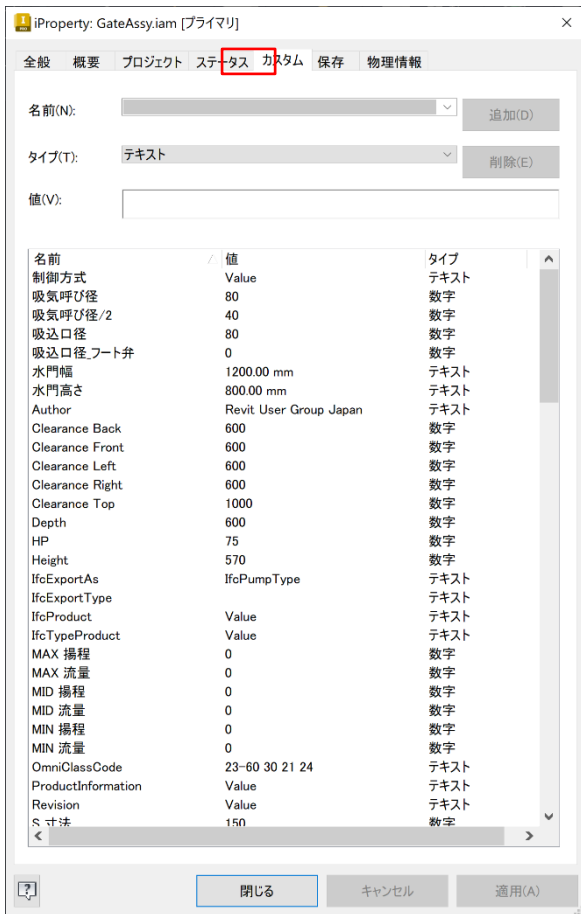 iProperty: GateAssy.iam [プライマリ]
全般 概要 プロジェクト ステータス カスタム 保存 物理情報
名前(N): 追加(D)
タイプ(T): テキスト 削除(E)
値(V):
名前 値 タイプ
制御方式 Value テキスト
吸気呼び径 80 数字
吸気呼び径/2 40 数字
吸込口径 80 数字
吸込口径_フート弁 0 数字
水門幅 1200.00 mm テキスト
水門高さ 800.00 mm テキスト
Author Revit User Group Japan テキスト
Clearance Back 600 数字
Clearance Front 600 数字
Clearance Left 600 数字
Clearance Right 600 数字
Clearance Top 1000 数字
Depth 600 数字
HP 75 数字
Height 570 数字
IfcExportAs IfcPumpType テキスト
IfcExportType テキスト
IfcProduct Value テキスト
IfcTypeProduct Value テキスト
MAX 揚程 0 数字
MAX 流量 0 数字
MID 揚程 0 数字
MID 流量 0 数字
MIN 揚程 0 数字
MIN 流量 0 数字
OmniClassCode 23-60 30 21 24 テキスト
ProductInformation Value テキスト
Revision Value テキスト
S 寸法 150 数字
閉じる キャンセル 適用(A)